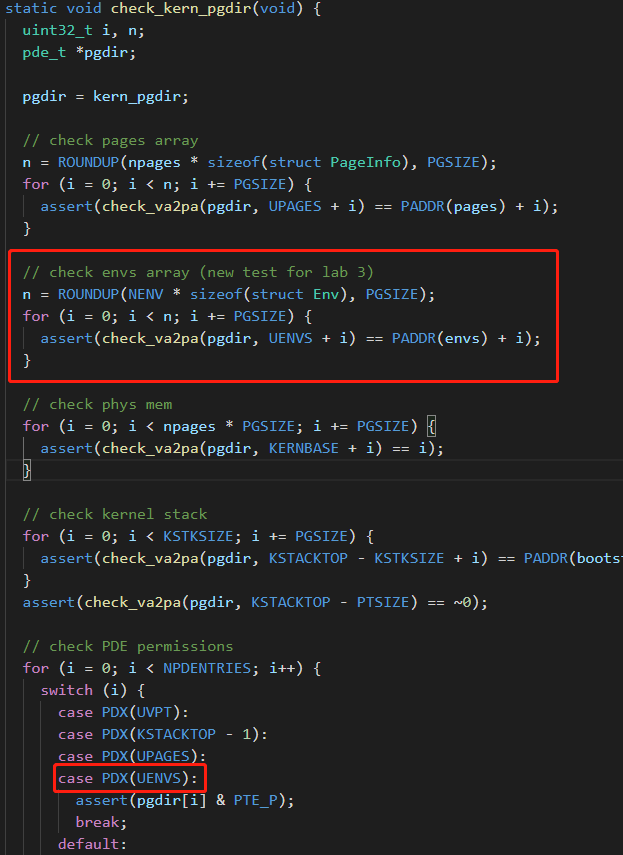 static void check_kern_pgdir(void) {
uint32_t i, n;
pde_t *pgdir;
pgdir = kern_pgdir;
// check pages array
n = ROUNDUP(npages * sizeof(struct PageInfo), PGSIZE);
for (i = 0; i < n; i += PGSIZE) {
assert(check_va2pa(pgdir, UPAGES + i) == PADDR(pages) + i);
}
// check envs array (new test for lab 3)
n = ROUNDUP(NENV * sizeof(struct Env), PGSIZE);
for (i = 0; i < n; i += PGSIZE) {
assert(check_va2pa(pgdir, UENVS + i) == PADDR(envs) + i);
}
// check phys mem
for (i = 0; i < npages * PGSIZE; i += PGSIZE) {
assert(check_va2pa(pgdir, KERNBASE + i) == i);
}
// check kernel stack
for (i = 0; i < KSTKSIZE; i += PGSIZE) {
assert(check_va2pa(pgdir, KSTACKTOP - KSTKSIZE + i) == PADDR(boots
}
assert(check_va2pa(pgdir, KSTACKTOP - PTSIZE) == ~0);
// check PDE permissions
for (i = 0; i < NPDENTRIES; i++) {
switch (i) {
case PDX(UVPT):
case PDX(KSTACKTOP - 1):
case PDX(UPAGES):
case PDX(UENVS):
assert(pgdir[i] & PTE_P);
break;
default: